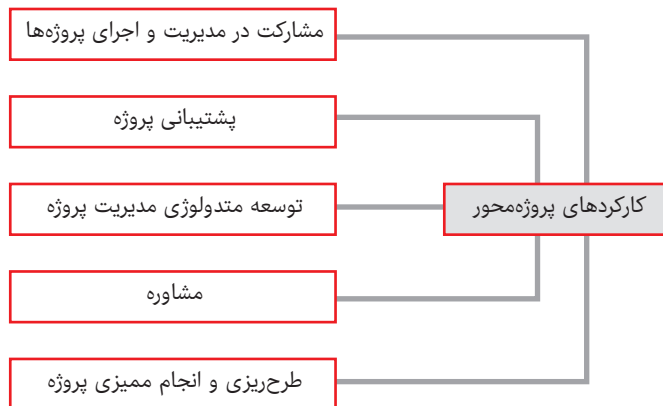 مشارکت در مدیریت و اجرای پروژه‌ها
پشتیبانی پروژه
کارکردهای پروژه‌محور
توسعه متدولوژی مدیریت پروژه
مشاوره
طرح‌ریزی و انجام ممیزی پروژه